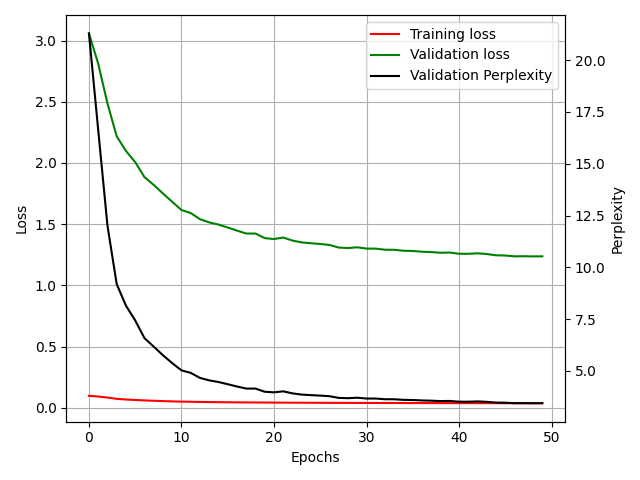 Training loss
Validation loss
Validation Perplexity
3.0
2.5
2.0
1.5
1.0
0.5
0.0
Loss
20.0
17.5
15.0
12.5
10.0
7.5
5.0
Perplexity
0 10 20 30 40 50
Epochs